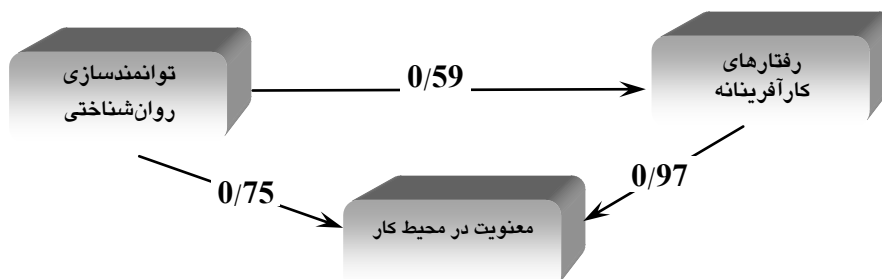 توانمندسازی
روان‌شناختی
0/59
رفتارهای
کارآفرینانه
0/75
0/97
معنویت در محیط کار